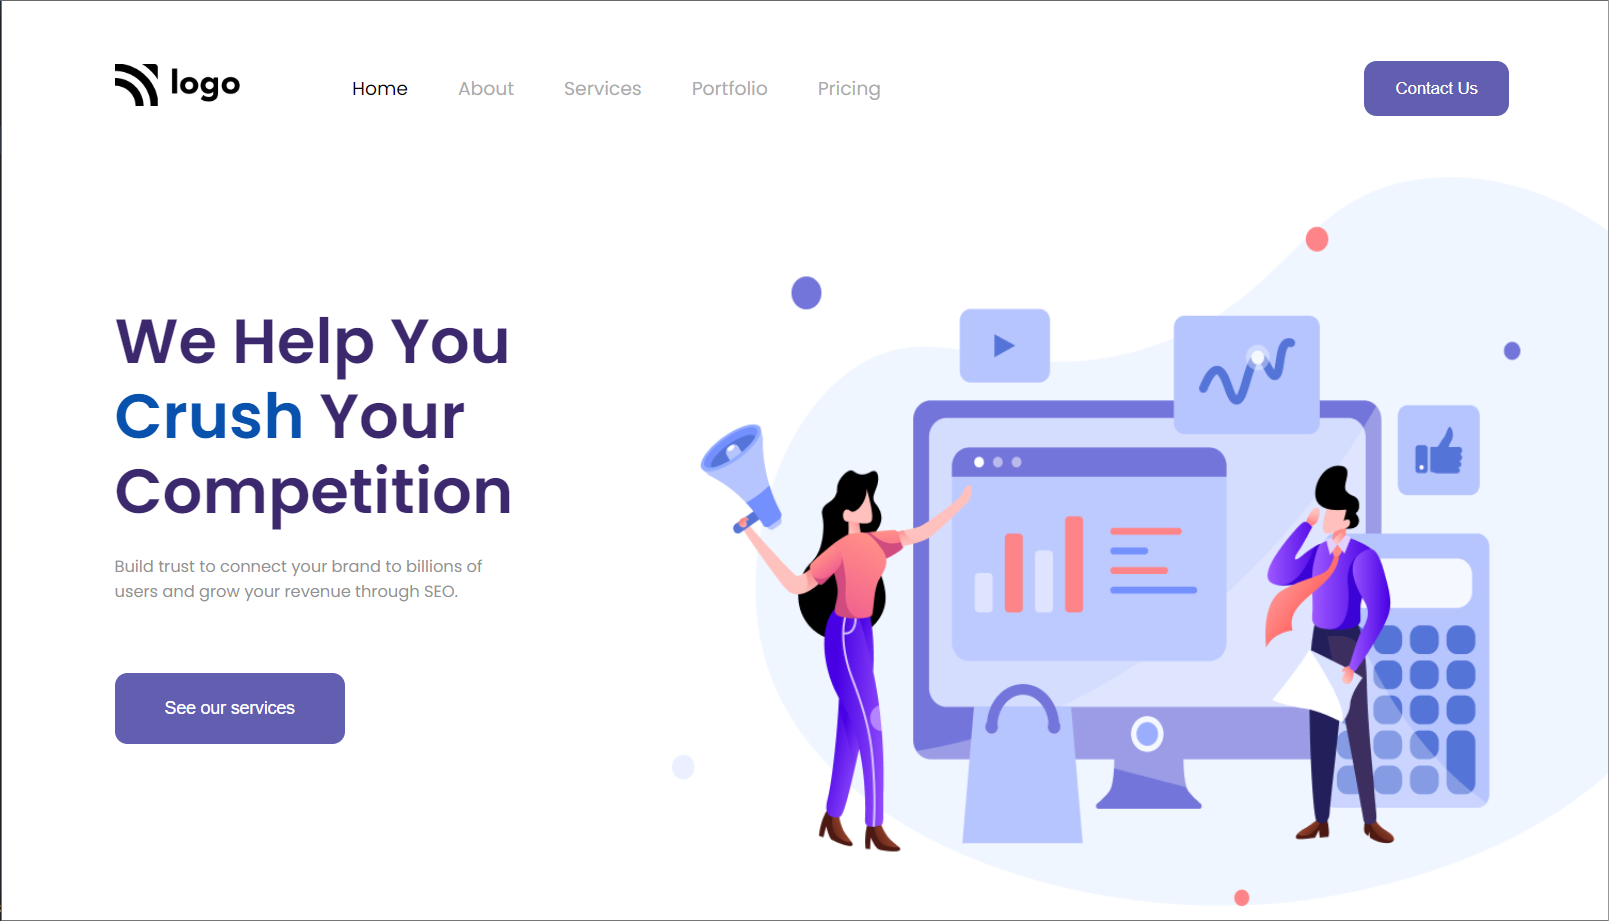 logo
Home About Services Portfolio Pricing
Contact Us
We Help You
Crush Your
Competition
Build trust to connect your brand to billions of
users and grow your revenue through SEO.
See our services